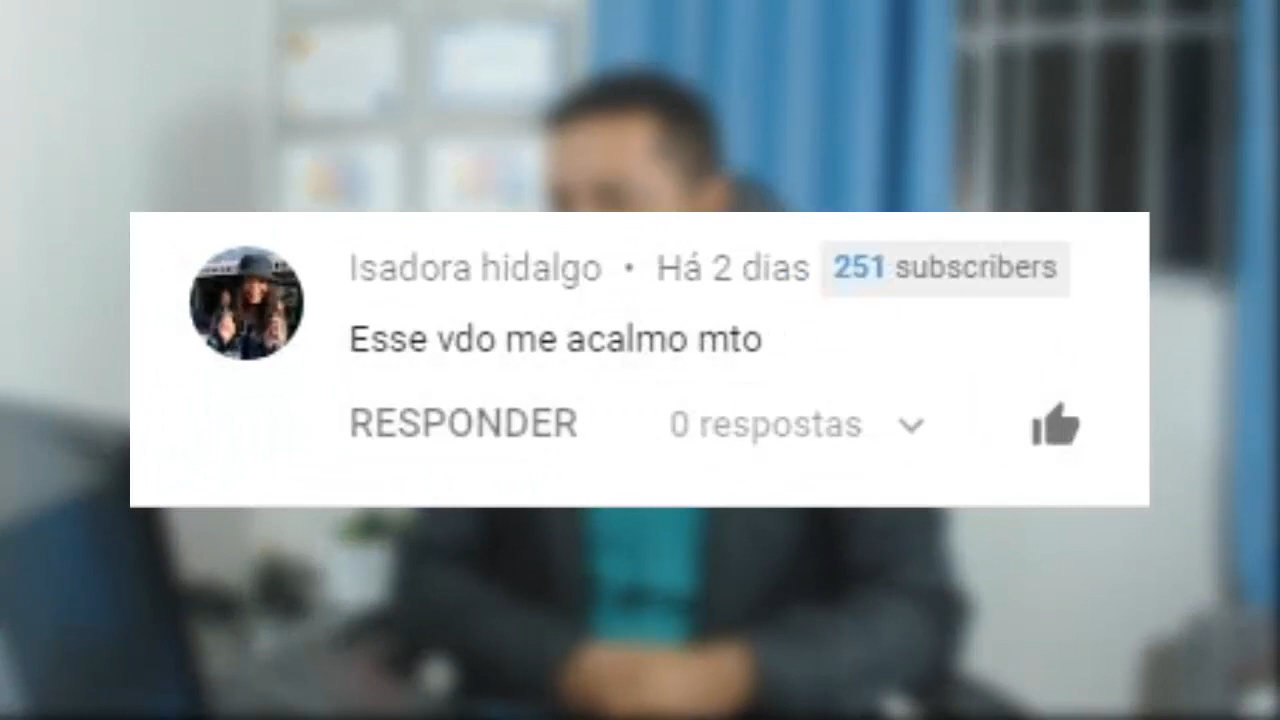 Isadora hidalgo • Há 2 dias 251 subscribers
Esse vdo me acalmo mto
RESPONDER 0 respostas